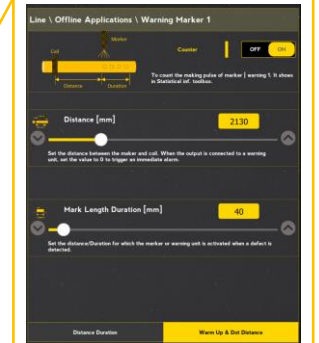 Line \ Offline Applications \ Warning Marker 1
Marker
Coil
Counter
OFF
ON
Distance
Duration
To count the making pulse of marker | warning 1. It shows
in Statistical inf. toolbox.
Distance [mm]
2130
Set the distance between the maker and coil. When the output is connected to a warning
unit, set the value to 0 to trigger an immediate alarm.
Mark Length Duration [mm]
40
Set the distance/Duration for which the marker or warning unit is activated when a defect is
detected.
Distance Duration
Warm Up & Dot Distance